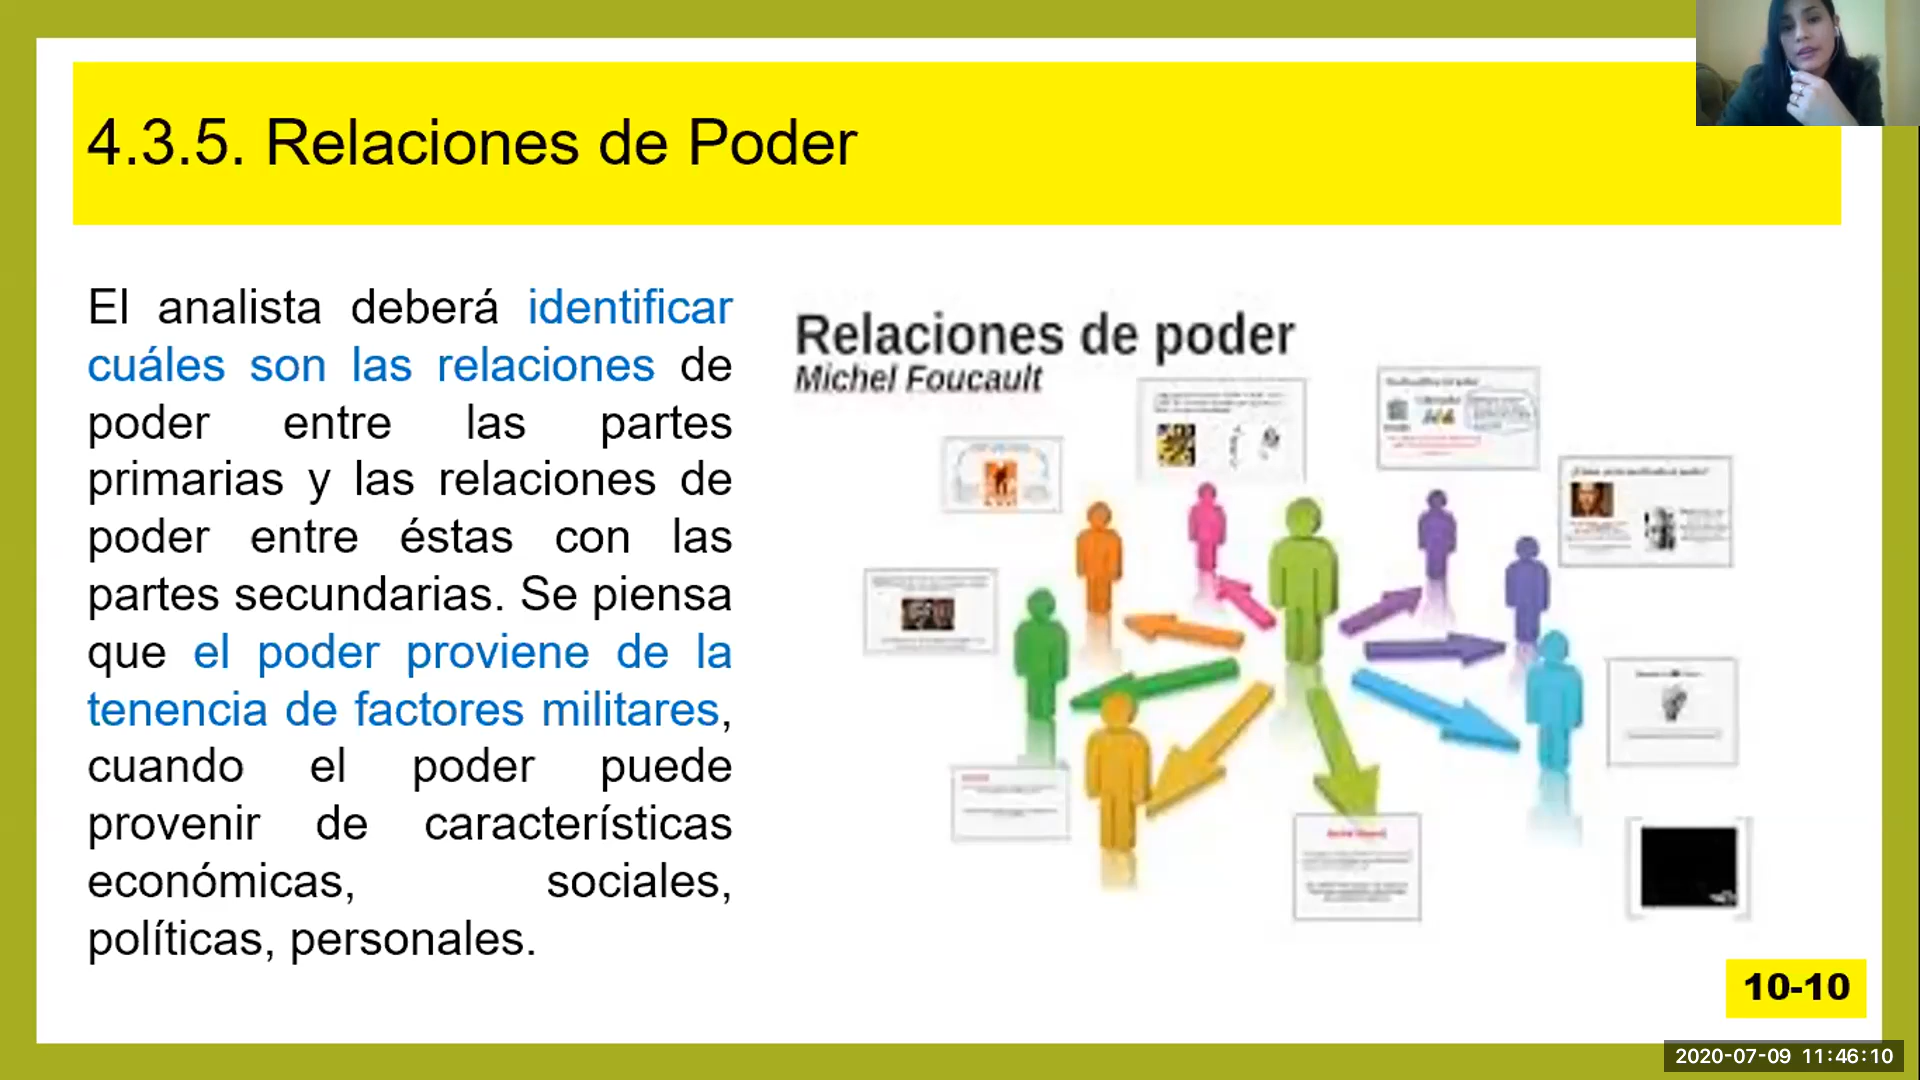 4.3.5. Relaciones de Poder
El analista deberá identificar
cuáles son las relaciones de
poder entre las partes
primarias y las relaciones de
poder entre éstas con las
partes secundarias. Se piensa
que el poder proviene de la
tenencia de factores militares,
cuando el poder puede
provenir de características
económicas, sociales,
políticas, personales.
Relaciones de poder
Michel Foucault
10-10
2020-07-09 11:46:10